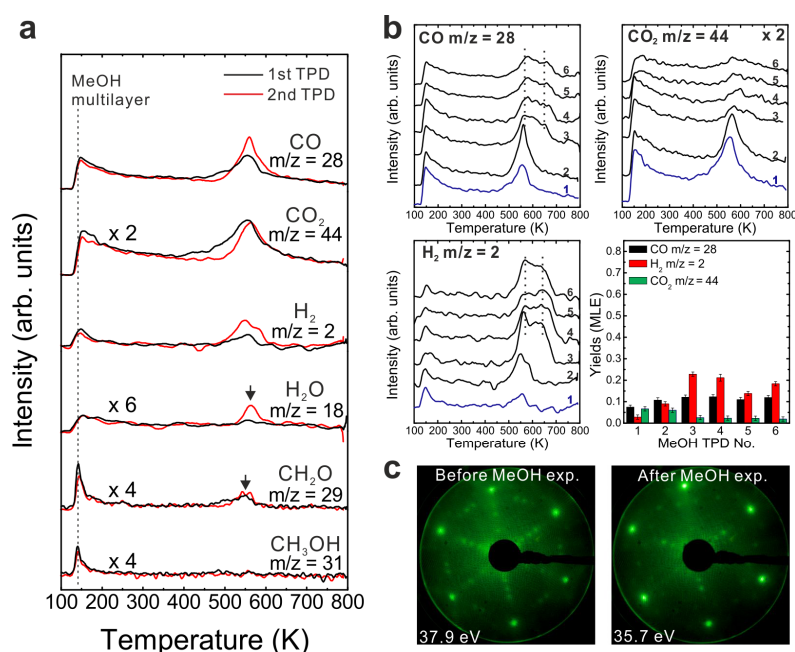 a
MeOH
multilayer
1st TPD
2nd TPD
CO
m/z = 28
CO₂
x 2
m/z = 44
H₂
m/z = 2
H₂O
x 6
m/z = 18
CH₂O
x 4
m/z = 29
CH₃OH
x 4
m/z = 31
Intensity (arb. units)
100 200 300 400 500 600 700 800
Temperature (K)
b
CO m/z = 28
6
5
4
3
2
1
Intensity (arb. units)
100 200 300 400 500 600 700 800
Temperature (K)
CO₂ m/z = 44 x 2
6
5
4
3
2
1
Intensity (arb. units)
100 200 300 400 500 600 700 800
Temperature (K)
H₂ m/z = 2
6
5
4
3
2
1
Intensity (arb. units)
100 200 300 400 500 600 700 800
Temperature (K)
CO m/z = 28
H₂ m/z = 2
CO₂ m/z = 44
0.8
0.7
0.6
0.5
0.4
0.3
0.2
0.1
0.0
Yields (MLE)
1 2 3 4 5 6
MeOH TPD No.
c
Before MeOH exp.
37.9 eV
After MeOH exp.
35.7 eV